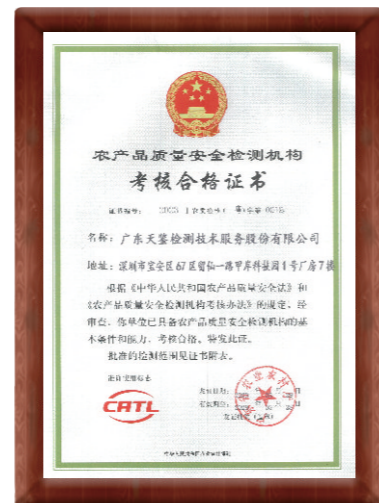 农产品质量安全检测机构
考核合格证书
证书编号:
名称：广东天鉴检测技术服务股份有限公司
地址：深圳市宝安区67区留仙一路甲岸科技园1号厂房7楼
根据《中华人民共和国农产品质量安全法》和
《农产品质量安全检测机构考核办法》的规定，经
审查，你单位已具备农产品质量安全检测机构的基
本条件和能力，考核合格，特发此证。
批准的检测范围见证书附表。
CATL